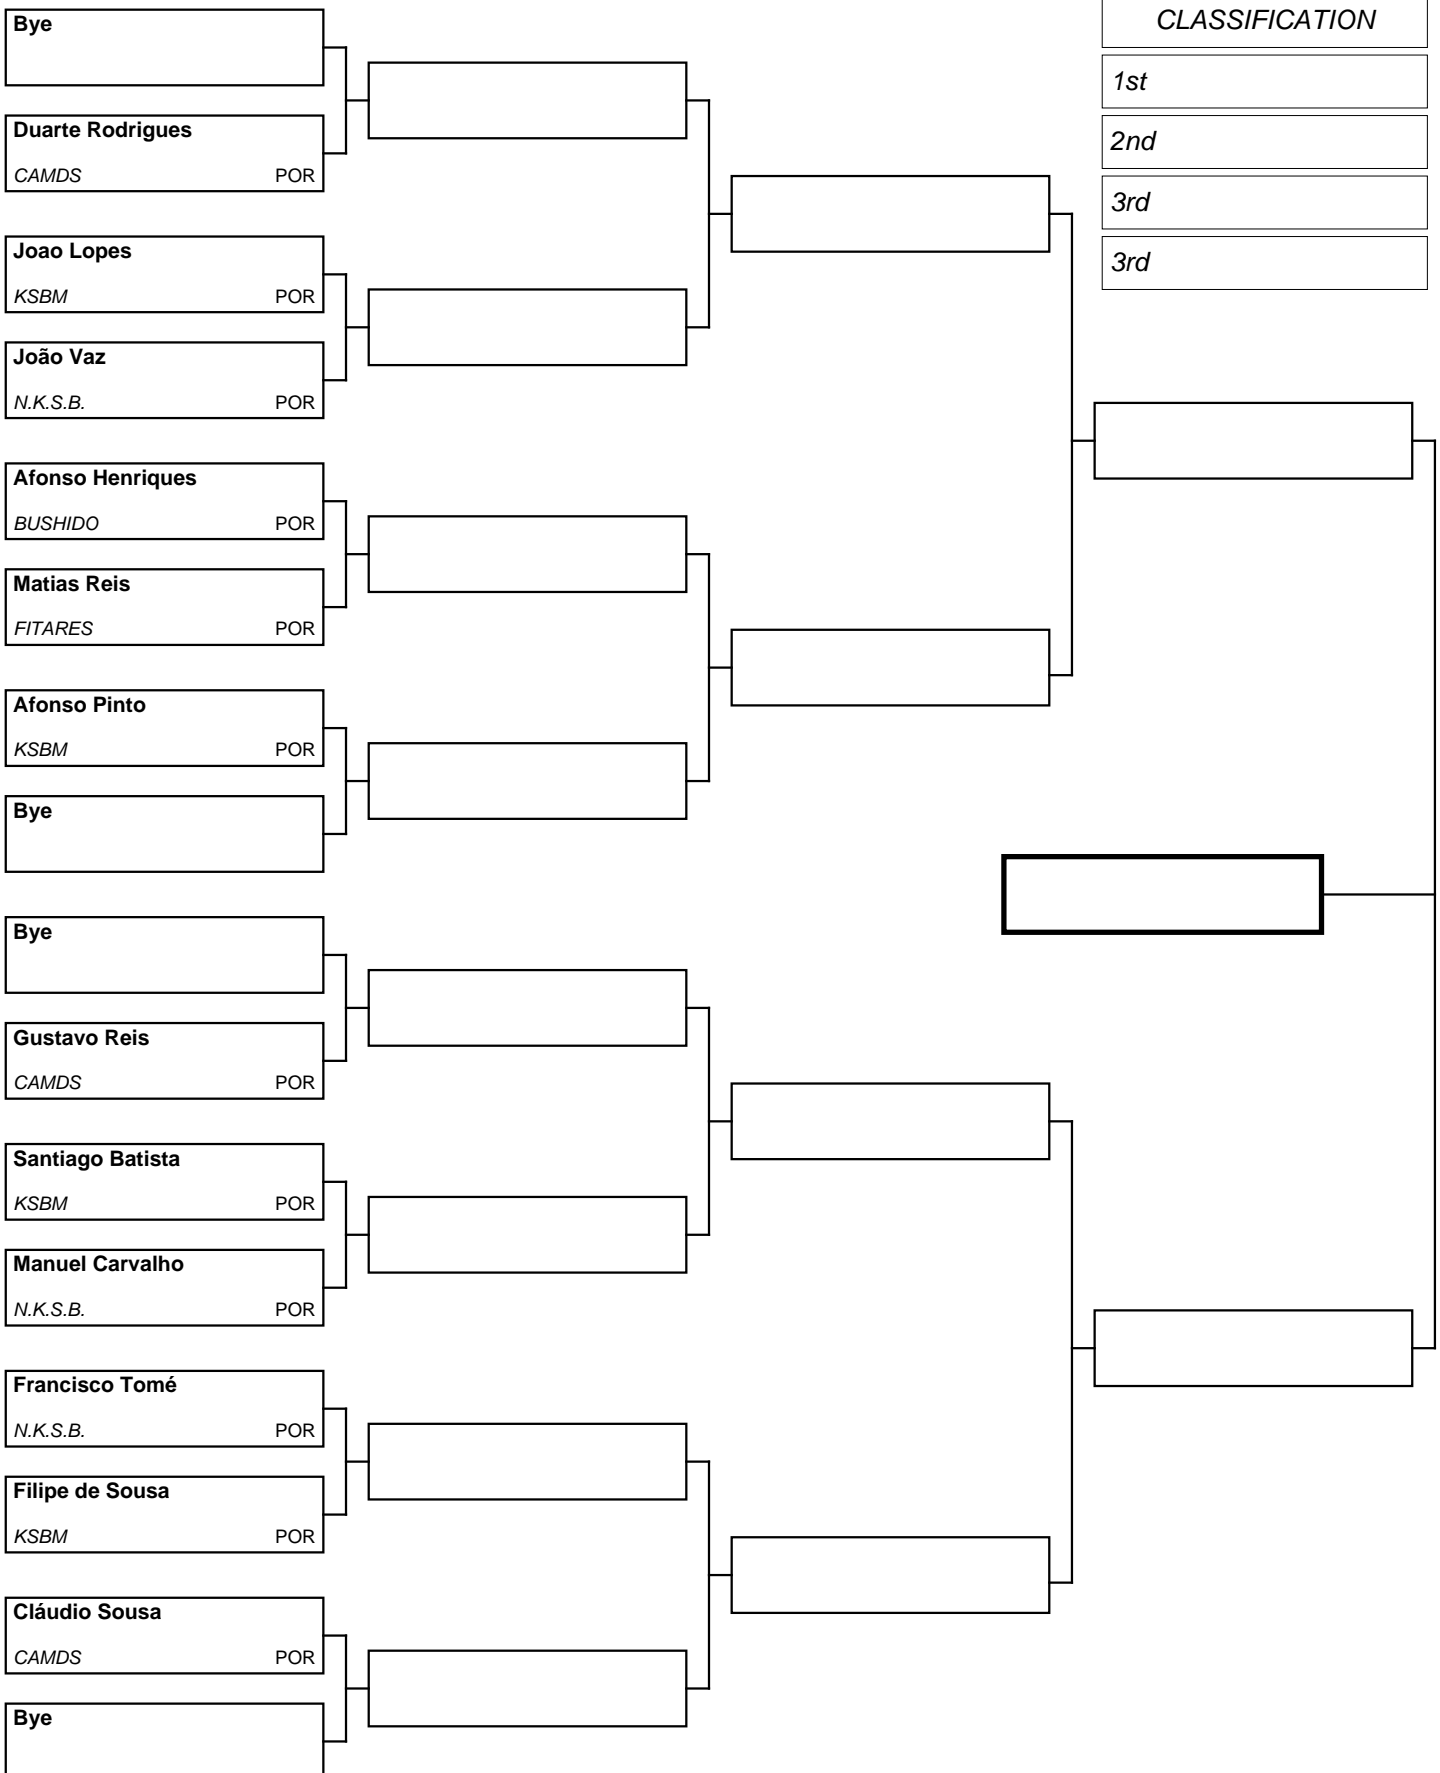 CLASSIFICATION
1st
2nd
3rd
3rd
Bye
Duarte Rodrigues
CAMDS POR
Joao Lopes
KSBM POR
João Vaz
N.K.S.B. POR
Afonso Henriques
BUSHIDO POR
Matias Reis
FITARES POR
Afonso Pinto
KSBM POR
Bye
Bye
Gustavo Reis
CAMDS POR
Santiago Batista
KSBM POR
Manuel Carvalho
N.K.S.B. POR
Francisco Tomé
N.K.S.B. POR
Filipe de Sousa
KSBM POR
Cláudio Sousa
CAMDS POR
Bye